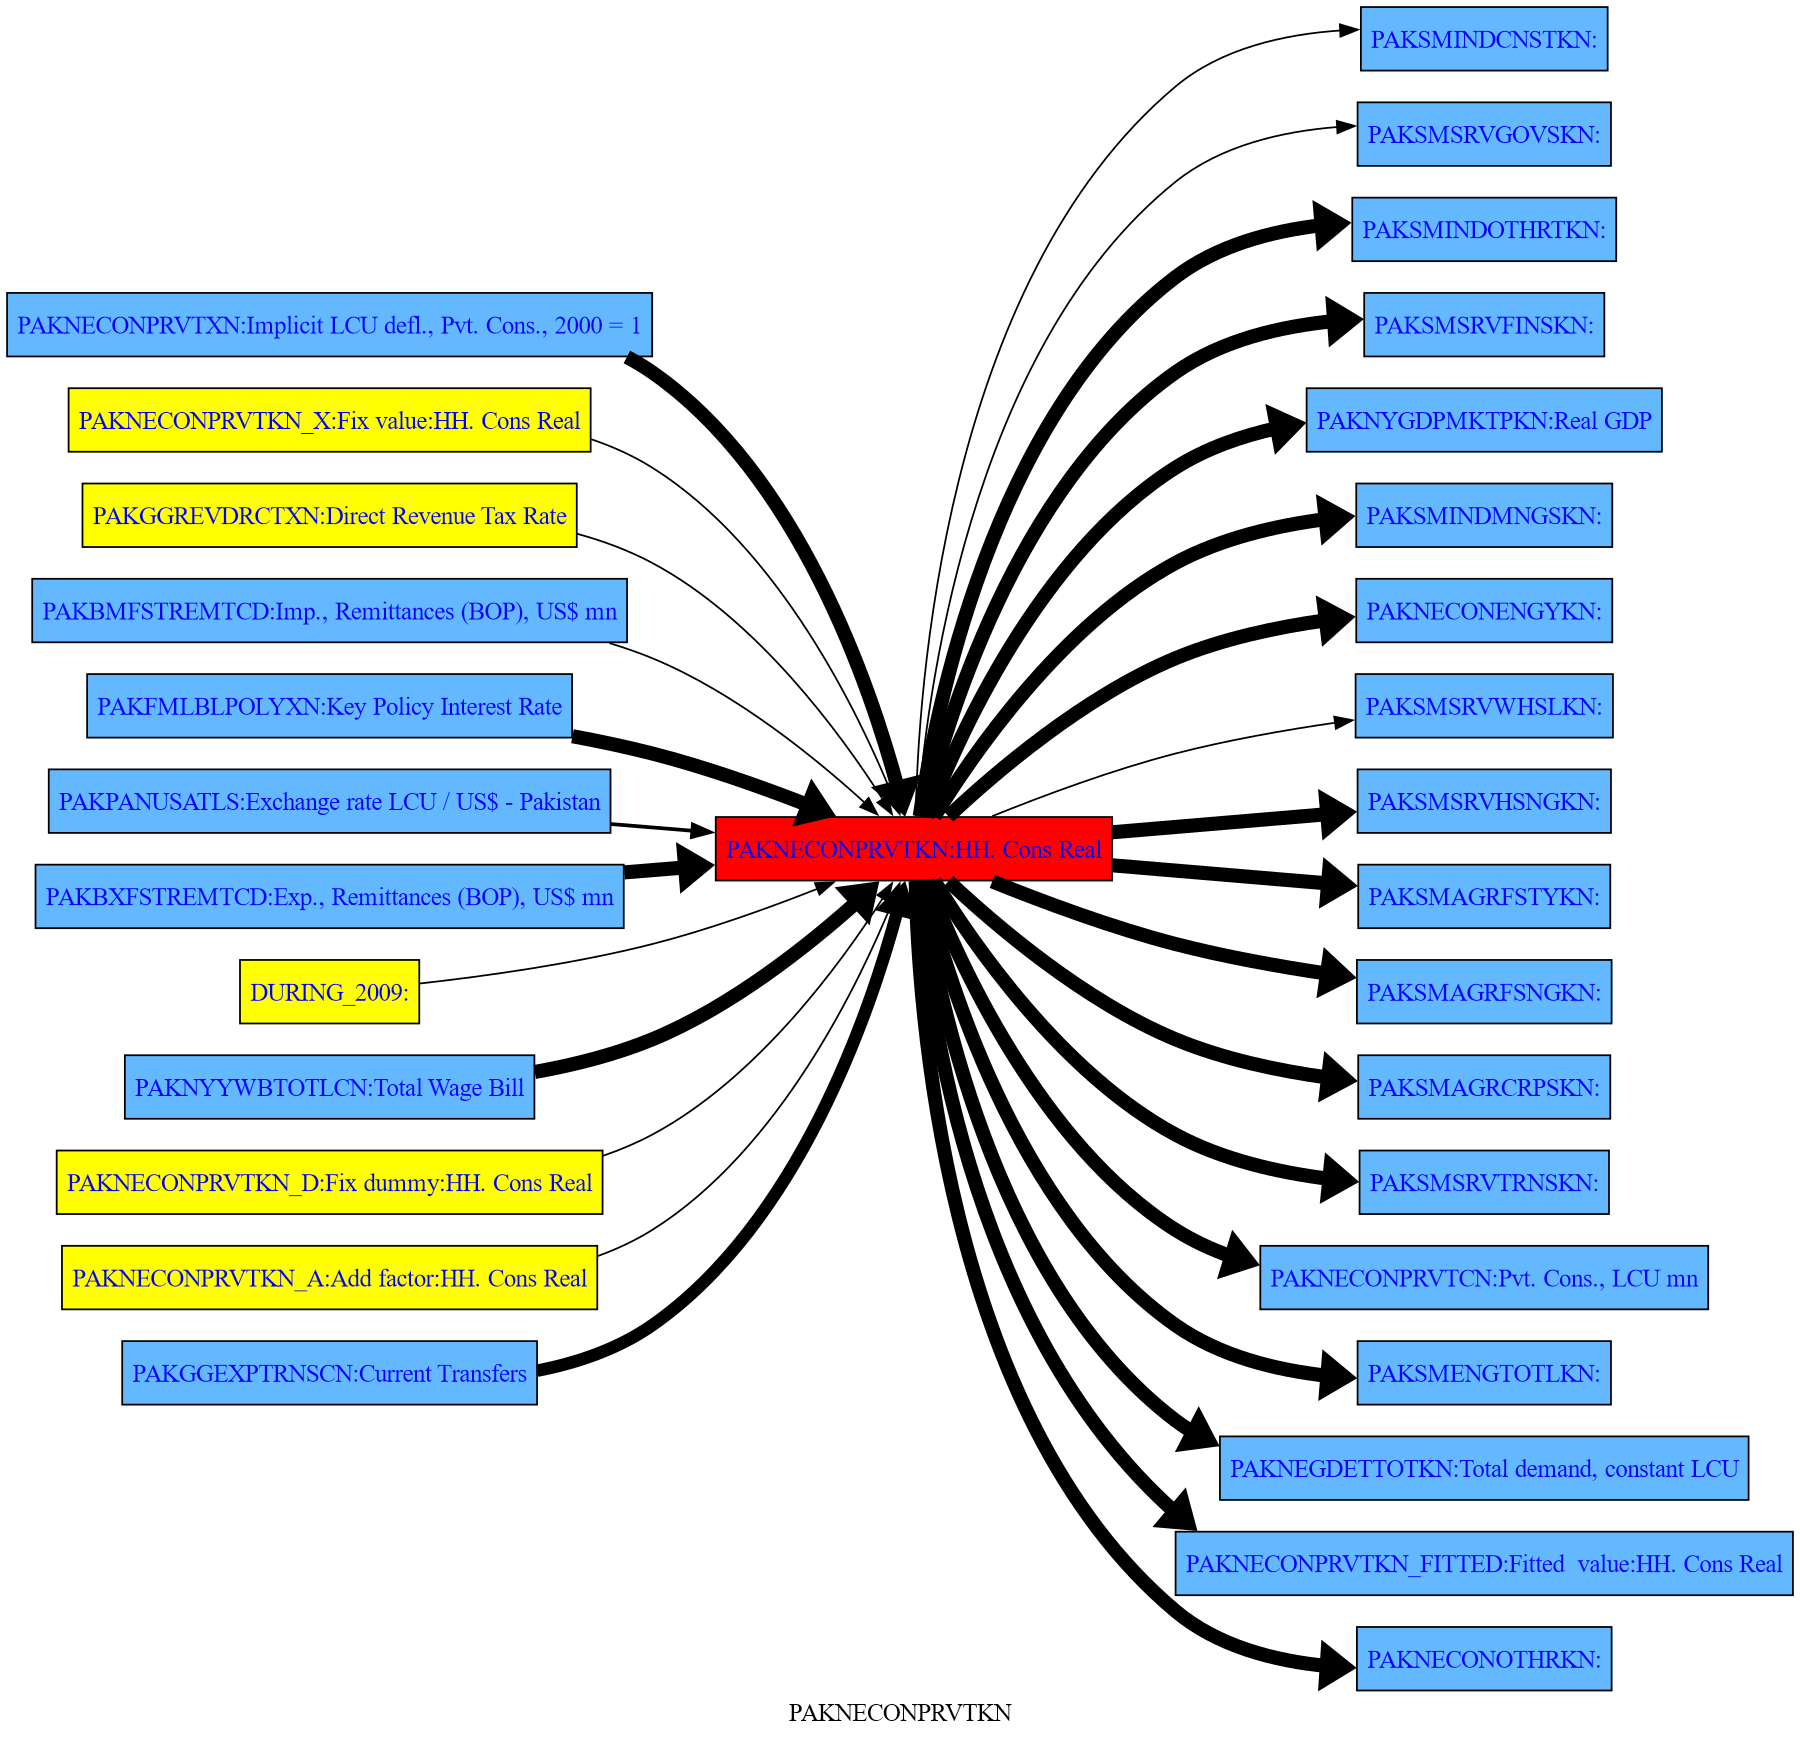 PAKNECONPRVTXN:Implicit LCU defl., Pvt. Cons., 2000 = 1
PAKNECONPRVTKN_X:Fix value:HH. Cons Real
PAKGGREVDRCTXN:Direct Revenue Tax Rate
PAKBMFSTREMTCD:Imp., Remittances (BOP), US$ mn
PAKFMLBLPOLYXN:Key Policy Interest Rate
PAKPANUSATLS:Exchange rate LCU / US$ - Pakistan
PAKBXFSTREMTCD:Exp., Remittances (BOP), US$ mn
DURING_2009:
PAKNYYWBTOTLCN:Total Wage Bill
PAKNECONPRVTKN_D:Fix dummy:HH. Cons Real
PAKNECONPRVTKN_A:Add factor:HH. Cons Real
PAKGGEXPTRNSCN:Current Transfers
PAKNECONPRVTKN:HH. Cons Real
PAKSMINDCNSTKN:
PAKSMSRVGOVSKN:
PAKSMINDOTHRTKN:
PAKSMSRVFINSKN:
PAKNYGDPMKTPKN:Real GDP
PAKSMINDMNGSKN:
PAKNECONENGYKN:
PAKSMSRVWHSLKN:
PAKSMSRVHSNGKN:
PAKSMAGRFSTYKN:
PAKSMAGRFSNGKN:
PAKSMAGRCRPSKN:
PAKSMSRVTRNSKN:
PAKNECONPRVTCN:Pvt. Cons., LCU mn
PAKSMENGTOTLKN:
PAKNEGDETTOTKN:Total demand, constant LCU
PAKNECONPRVTKN_FITTED:Fitted  value:HH. Cons Real
PAKNECONOTHRKN:
PAKNECONPRVTKN